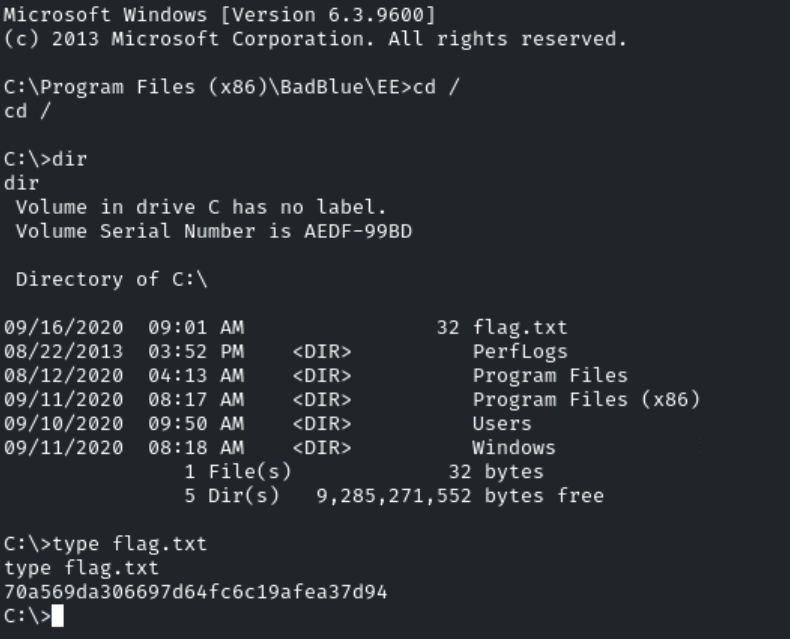 Microsoft Windows [Version 6.3.9600]
(c) 2013 Microsoft Corporation. All rights reserved.
C:\Program Files (x86)\BadBlue\EE>cd /
cd /
C:\>dir
dir
 Volume in drive C has no label.
 Volume Serial Number is AEDF-99BD
 Directory of C:\
09/16/2020  09:01 AM                32 flag.txt
08/22/2013  03:52 PM    <DIR>          PerfLogs
08/12/2020  04:13 AM    <DIR>          Program Files
09/11/2020  08:17 AM    <DIR>          Program Files (x86)
09/10/2020  09:50 AM    <DIR>          Users
09/11/2020  08:18 AM    <DIR>          Windows
               1 File(s)             32 bytes
               5 Dir(s)   9,285,271,552 bytes free
C:\>type flag.txt
type flag.txt
70a569da306697d64fc6c19afea37d94
C:\>